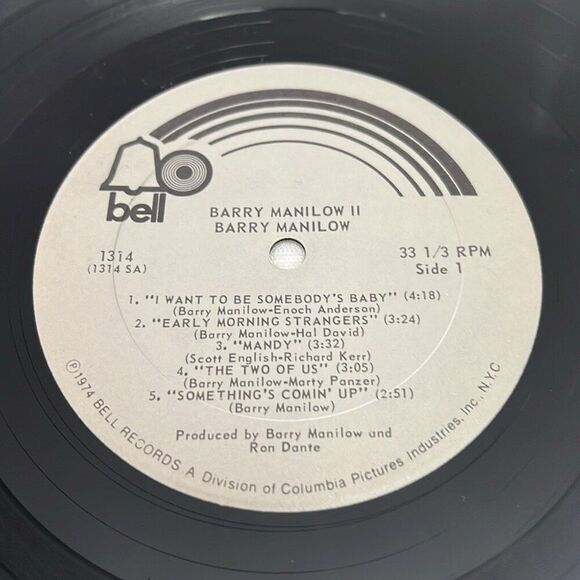 bell
BARRY MANILOW II
BARRY MANILOW
1314
(1314 SA)
33 1/3 RPM
Side 1
1. "I WANT TO BE SOMEBODY'S BABY" (4:18)
(Barry Manilow-Enoch Anderson)
2. "EARLY MORNING STRANGERS" (3:24)
(Barry Manilow-Hal David)
3. "MANDY" (3:32)
(Scott English-Richard Kerr)
4. "THE TWO OF US" (3:05)
(Barry Manilow-Marty Panzer)
5. "SOMETHING'S COMIN' UP" (2:51)
(Barry Manilow)
Produced by Barry Manilow and
Ron Dante
℗1974 BELL RECORDS A Division of Columbia Pictures Industries, Inc., N.Y.C